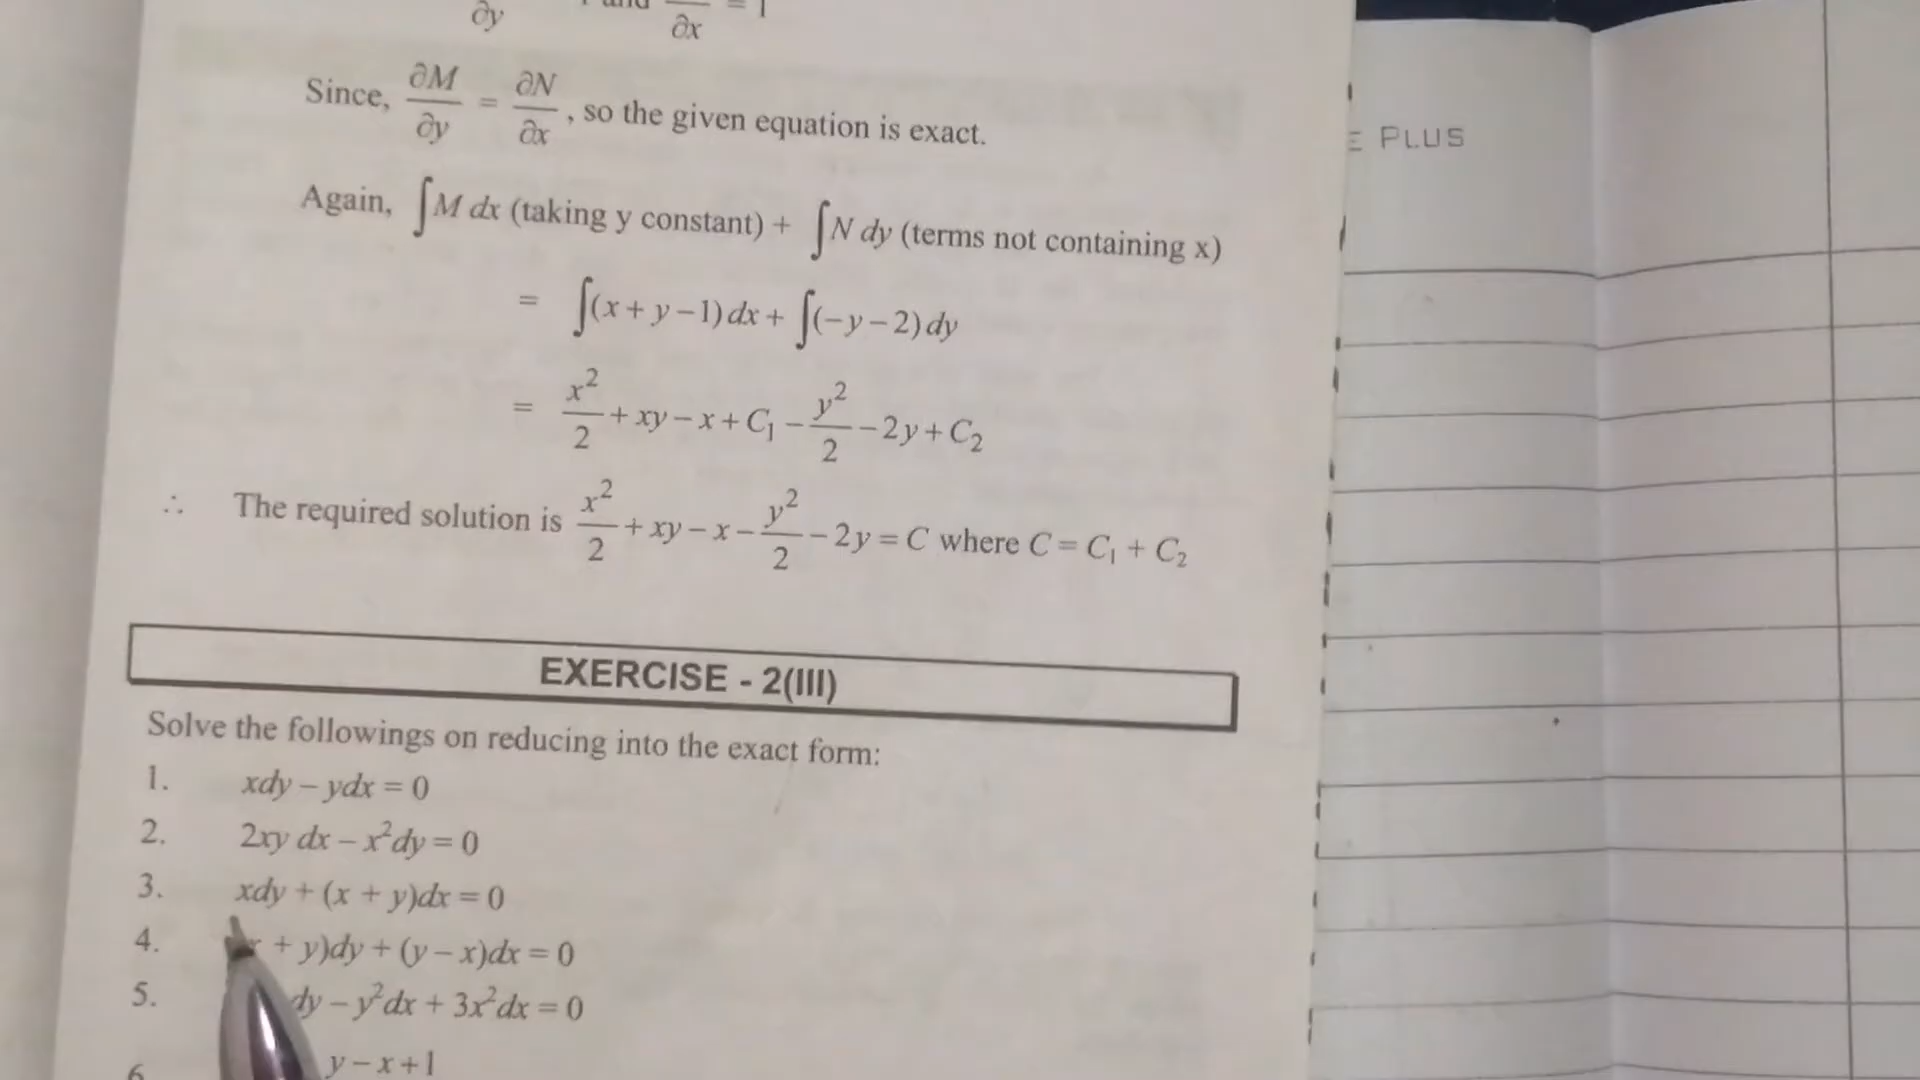 ∂y ∂x = 1
Since, ∂M/∂y = ∂N/∂x , so the given equation is exact.
Again, ∫M dx (taking y constant) + ∫N dy (terms not containing x)
= ∫(x + y – 1) dx + ∫(– y – 2) dy
= x²/2 + xy – x + C₁ – y²/2 – 2y + C₂
∴ The required solution is x²/2 + xy – x – y²/2 – 2y = C where C = C₁ + C₂
EXERCISE - 2(III)
Solve the followings on reducing into the exact form:
1. xdy – ydx = 0
2. 2xy dx – x²dy = 0
3. xdy + (x + y)dx = 0
4. + y)dy + (y – x)dx = 0
5. dy – y²dx + 3x²dx = 0
6. y – x + 1
PLUS